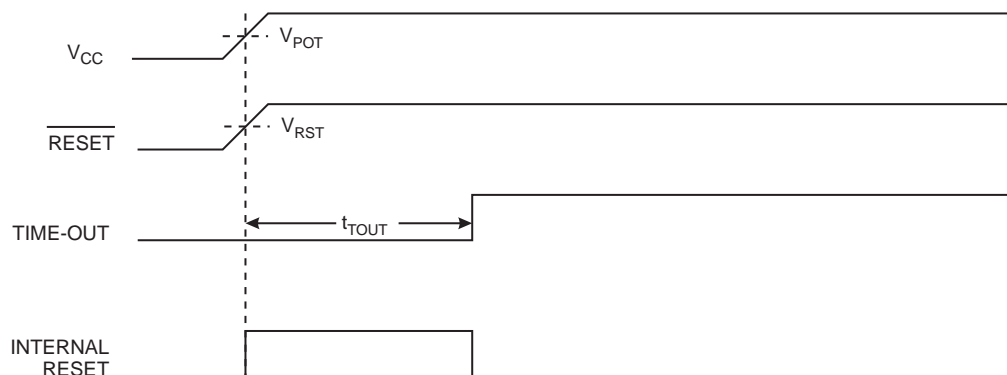 V_CC
V_POT
RESET
V_RST
TIME-OUT
t_TOUT
INTERNAL
RESET